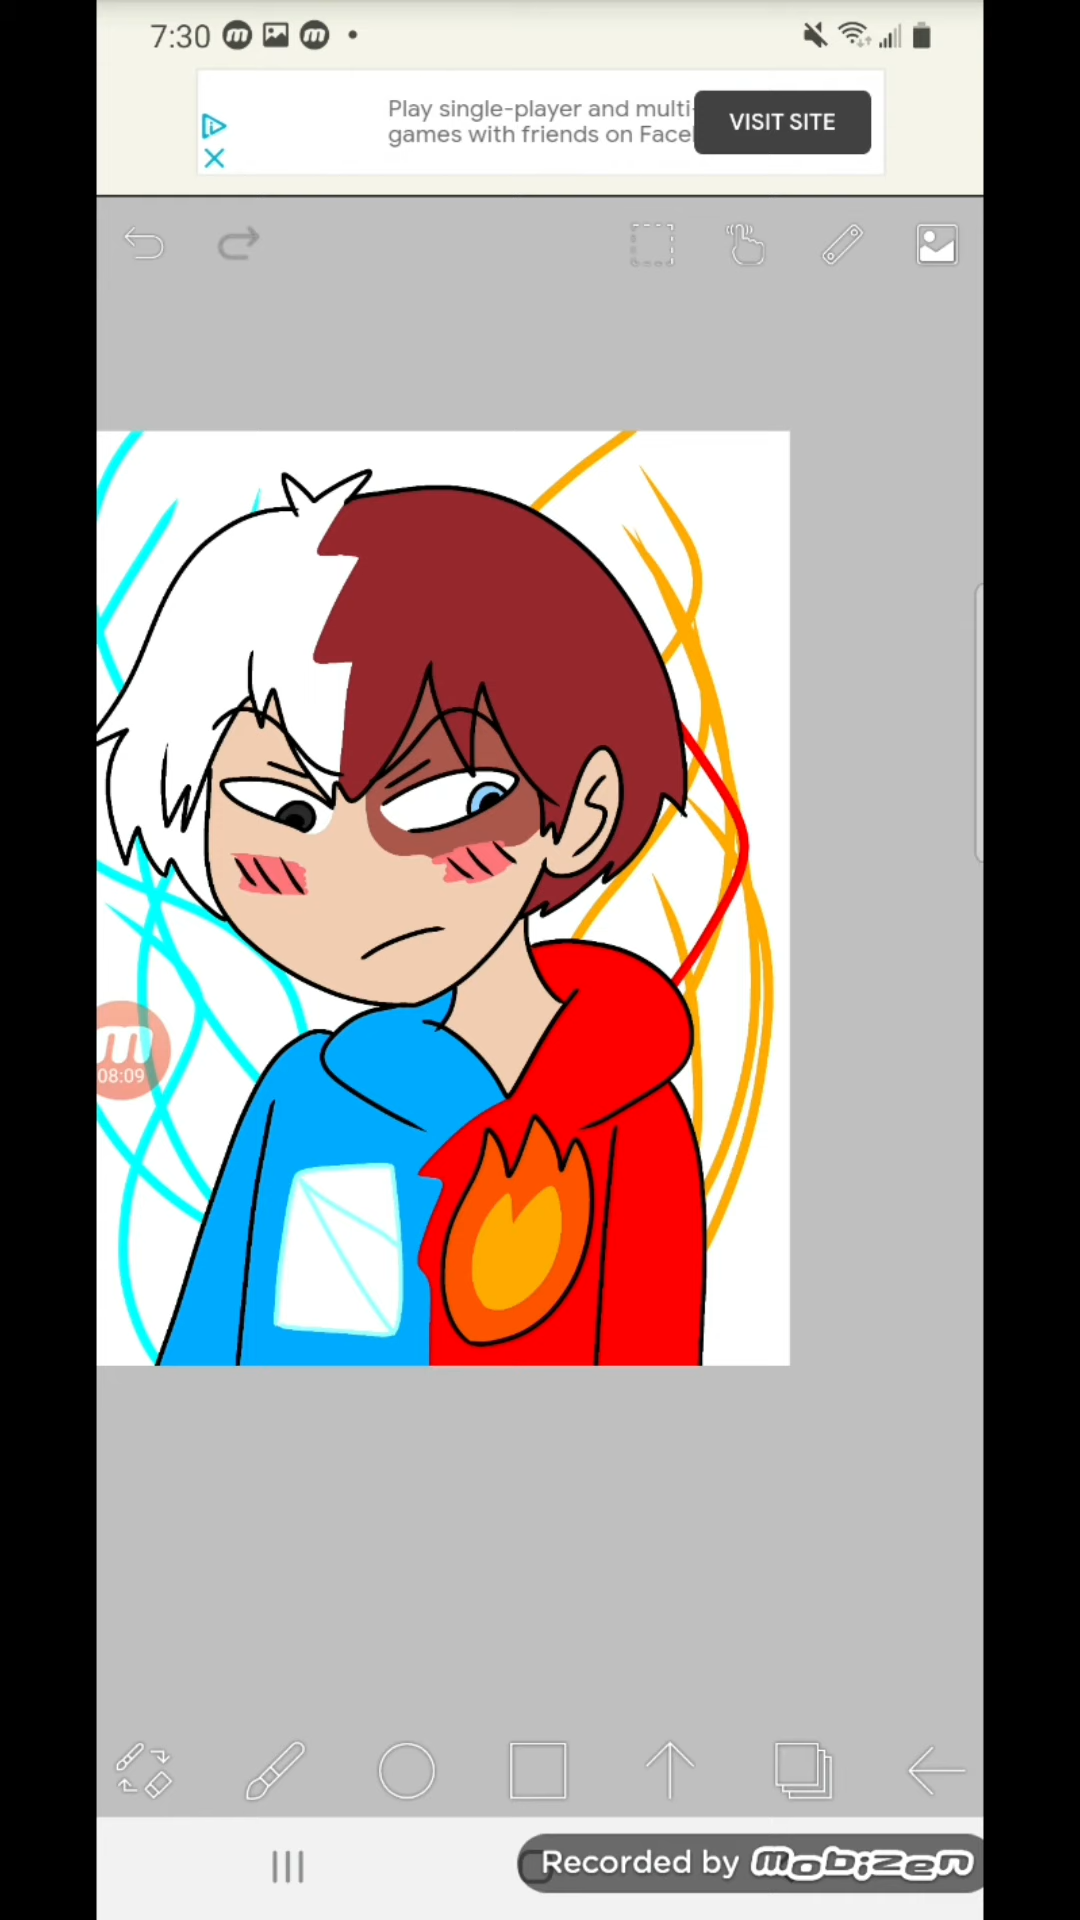 7:30
Play single-player and multi-
games with friends on Face
VISIT SITE
08:09
Recorded by Mobizen